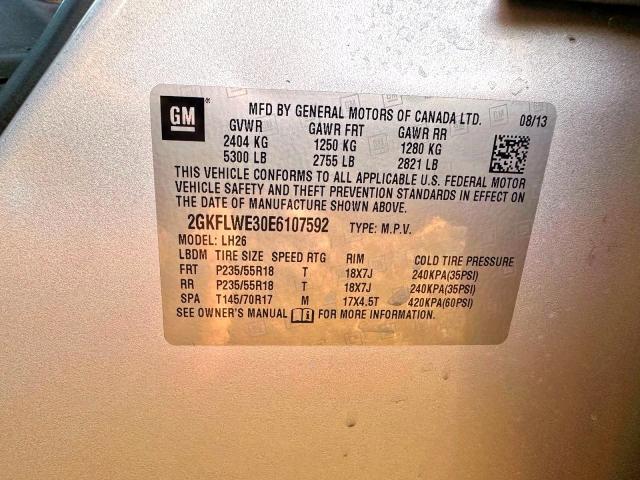 GM
MFD BY GENERAL MOTORS OF CANADA LTD. 08/13
GVWR GAWR FRT GAWR RR
2404 KG 1250 KG 1280 KG
5300 LB 2755 LB 2821 LB
THIS VEHICLE CONFORMS TO ALL APPLICABLE U.S. FEDERAL MOTOR
VEHICLE SAFETY AND THEFT PREVENTION STANDARDS IN EFFECT ON
THE DATE OF MANUFACTURE SHOWN ABOVE.
2GKFLWE30E6107592 TYPE: M.P.V.
MODEL: LH26
LBDM TIRE SIZE SPEED RTG RIM COLD TIRE PRESSURE
FRT P235/55R18 T 18X7J 240KPA(35PSI)
RR P235/55R18 T 18X7J 240KPA(35PSI)
SPA T145/70R17 M 17X4.5T 420KPA(60PSI)
SEE OWNER'S MANUAL FOR MORE INFORMATION.